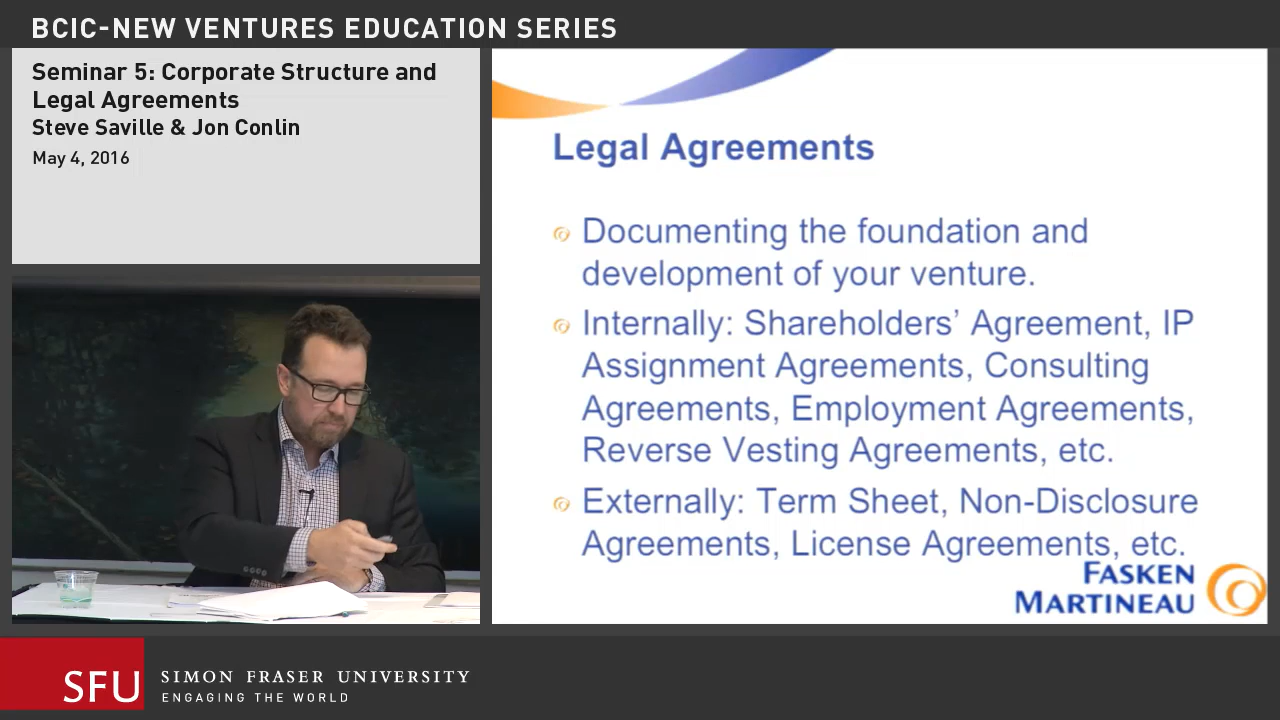 BCIC-NEW VENTURES EDUCATION SERIES
Seminar 5: Corporate Structure and
Legal Agreements
Steve Saville & Jon Conlin
May 4, 2016
Legal Agreements
Documenting the foundation and
development of your venture.
Internally: Shareholders’ Agreement, IP
Assignment Agreements, Consulting
Agreements, Employment Agreements,
Reverse Vesting Agreements, etc.
Externally: Term Sheet, Non-Disclosure
Agreements, License Agreements, etc.
FASKEN
MARTINEAU
SFU
SIMON FRASER UNIVERSITY
ENGAGING THE WORLD